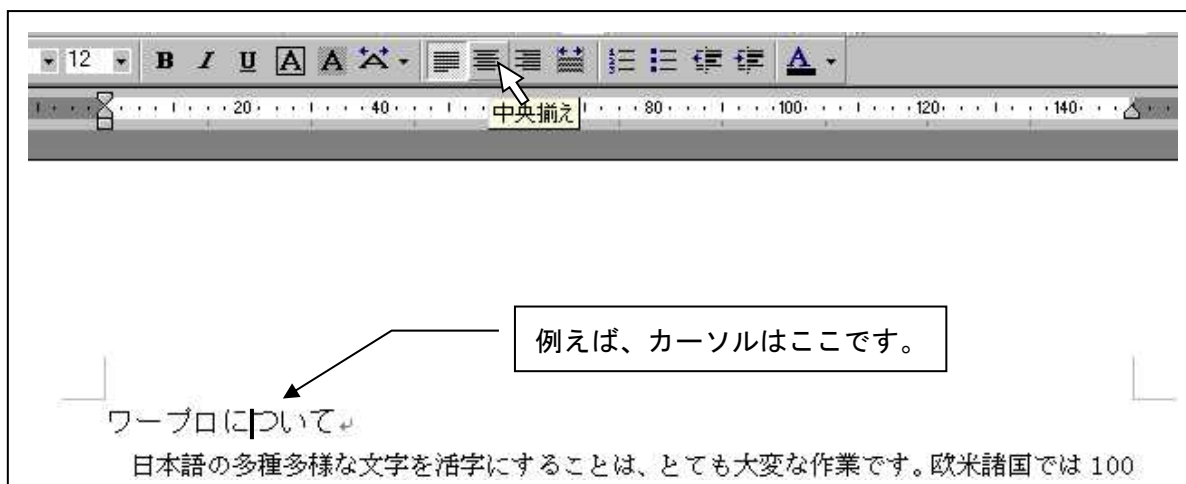 12 B I U A A A A
20 40 80 100 120 140
中央揃え
例えば、カーソルはここです。
ワープロについて
日本語の多種多様な文字を活字にすることは、とても大変な作業です。欧米諸国では 100